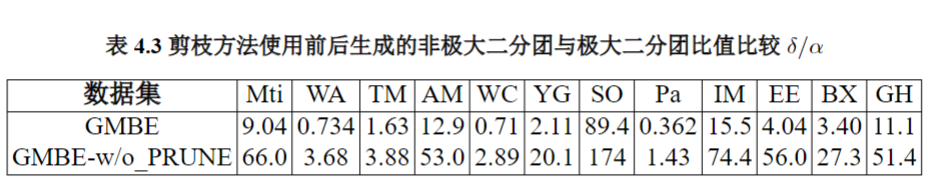 表 4.3 剪枝方法使用前后生成的非极大二分团与极大二分团比值比较 δ/α
数据集 Mti WA TM AM WC YG SO Pa IM EE BX GH
GMBE 9.04 0.734 1.63 12.9 0.71 2.11 89.4 0.362 15.5 4.04 3.40 11.1
GMBE-w/o_PRUNE 66.0 3.68 3.88 53.0 2.89 20.1 174 1.43 74.4 56.0 27.3 51.4